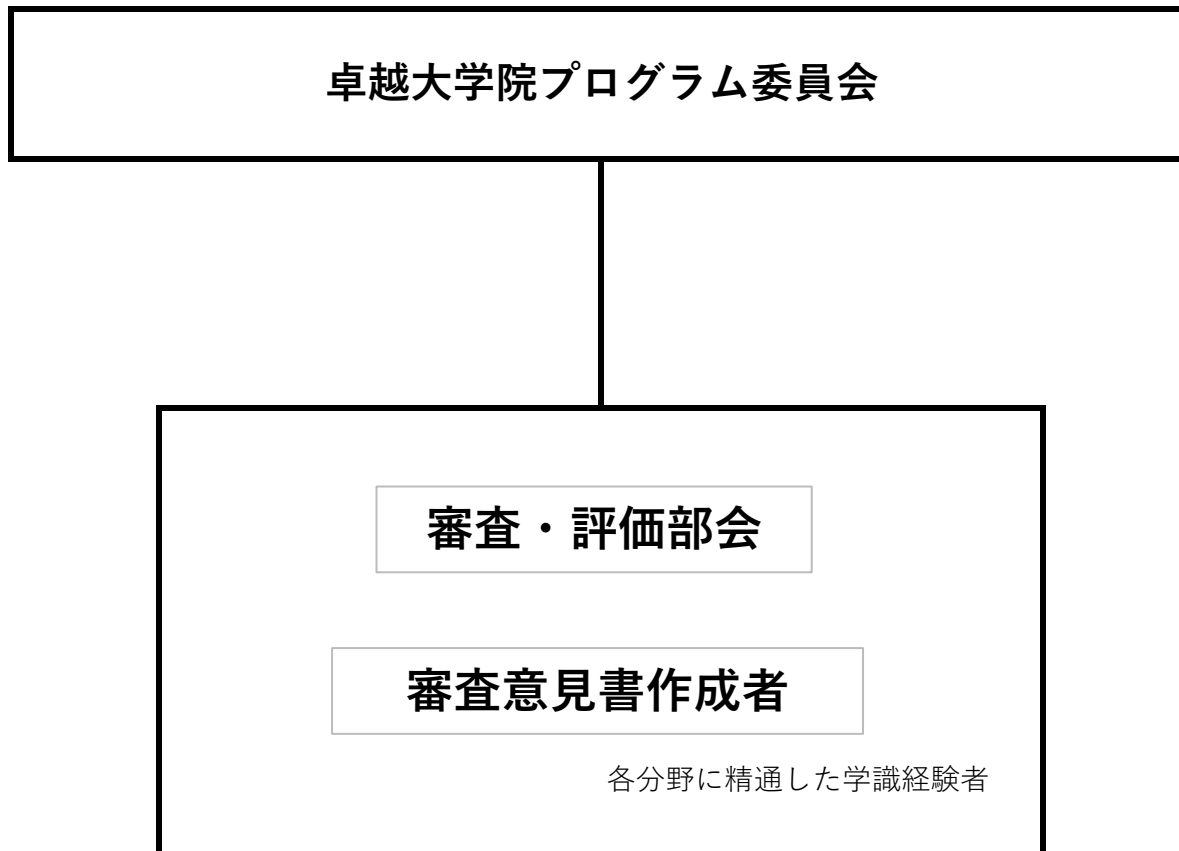 卓越大学院プログラム委員会
審査・評価部会
審査意見書作成者
各分野に精通した学識経験者